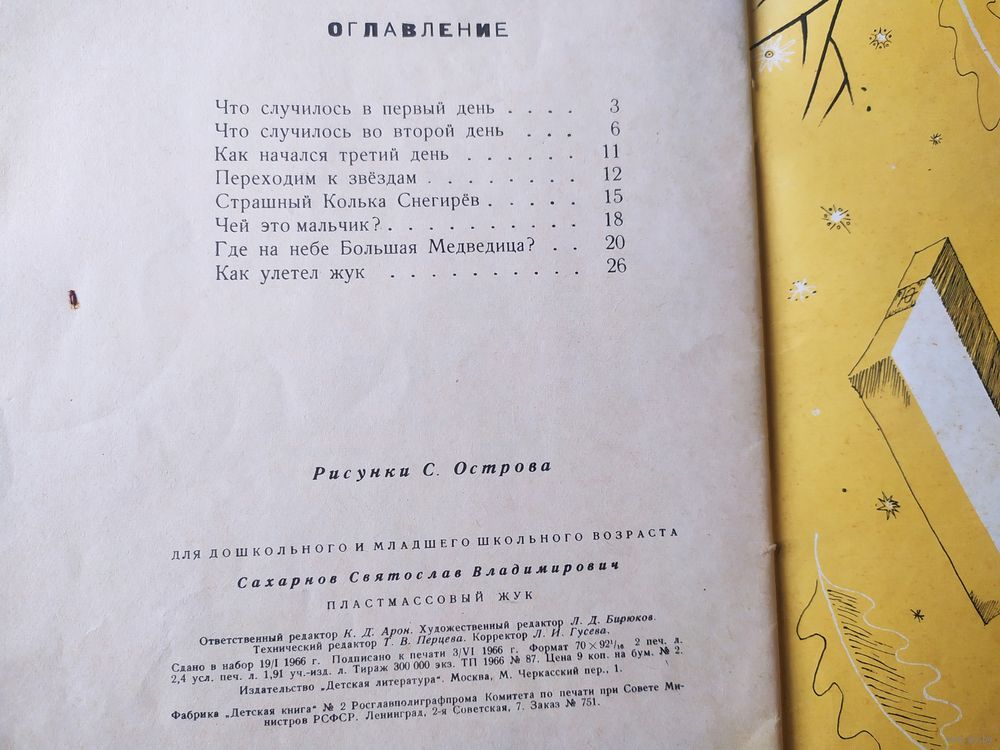 ОГЛАВЛЕНИЕ
Что случилось в первый день . . . . 3
Что случилось во второй день . . . 6
Как начался третий день . . . . . . 11
Переходим к звёздам . . . . . . . 12
Страшный Колька Снегирёв . . . . . 15
Чей это мальчик? . . . . . . . . . . 18
Где на небе Большая Медведица? . . 20
Как улетел жук . . . . . . . . . . 26
Рисунки С. Острова
ДЛЯ ДОШКОЛЬНОГО И МЛАДШЕГО ШКОЛЬНОГО ВОЗРАСТА
Сахарнов Святослав Владимирович
ПЛАСТМАССОВЫЙ ЖУК
Ответственный редактор К. Д. Арон. Художественный редактор Л. Д. Бирюков.
Технический редактор Т. В. Перцева. Корректор Л. И. Гусева.
Сдано в набор 19/I 1966 г. Подписано к печати 3/VI 1966 г. Формат 70×92 1/16 2 печ. л.
2,4 усл. печ. л. 1,91 уч.-изд. л. Тираж 300 000 экз. ТП 1966 № 87. Цена 9 коп. на бум. № 2.
Издательство „Детская литература". Москва, М. Черкасский пер., 1.
Фабрика „Детская книга" № 2 Росглавполиграфпрома Комитета по печати при Совете Ми-
нистров РСФСР. Ленинград, 2-я Советская, 7. Заказ № 751.